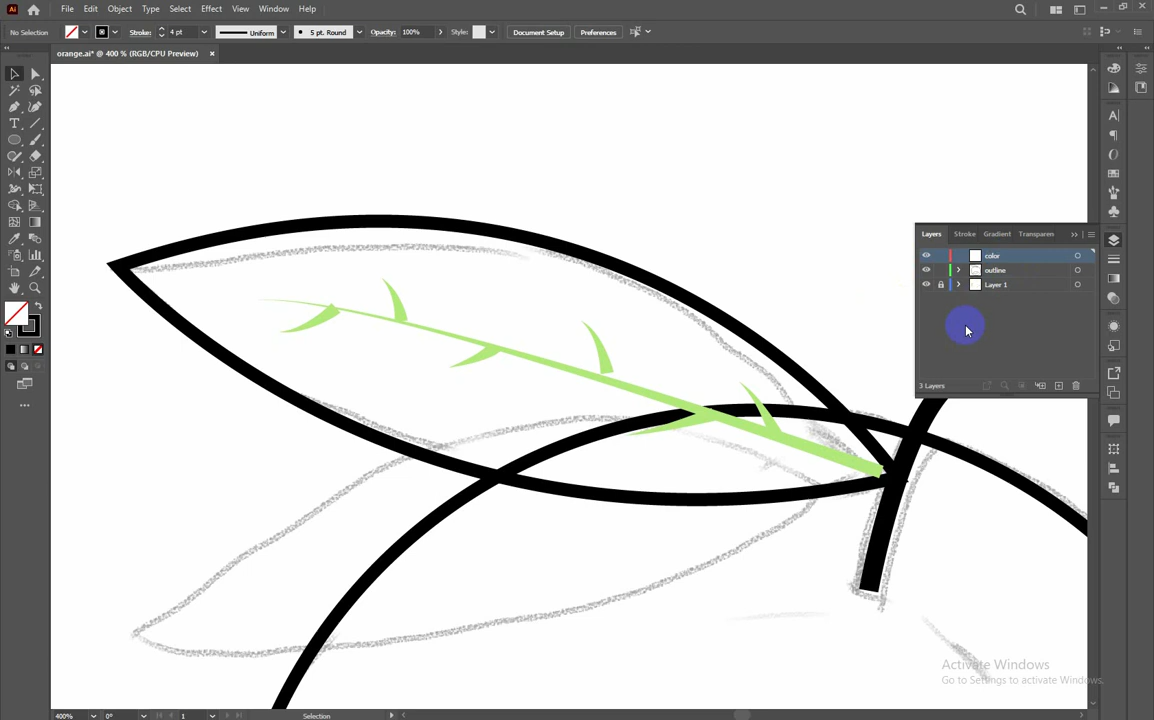 Ai File Edit Object Type Select Effect View Window Help
No Selection Stroke: 4 pt Uniform 5 pt. Round Opacity: 100% Style: Document Setup Preferences
orange.ai* @ 400 % (RGB/CPU Preview) ×
Layers Stroke Gradient Transparen
color
outline
Layer 1
3 Layers
Activate Windows
Go to Settings to activate Windows.
400% 0° 1 Selection